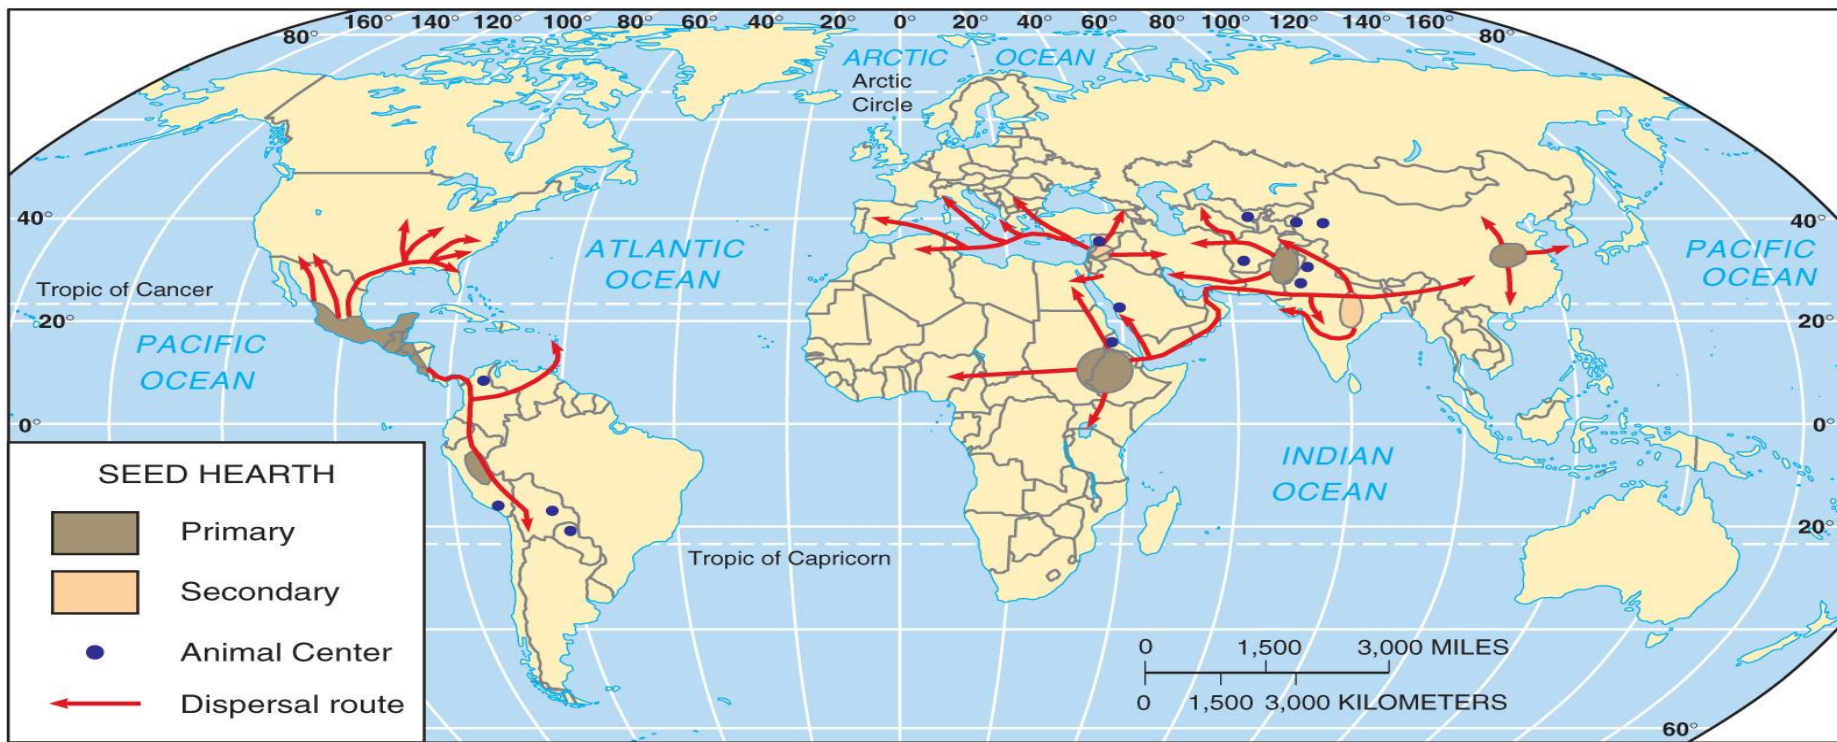 160° 140° 120° 100° 80° 60° 40° 20° 0° 20° 40° 60° 80° 100° 120° 140° 160°
80°
80°
ARCTIC OCEAN
Arctic
Circle
40°
40°
ATLANTIC
OCEAN
PACIFIC
OCEAN
Tropic of Cancer
20°
20°
PACIFIC
OCEAN
0°
0°
INDIAN
OCEAN
20°
Tropic of Capricorn
SEED HEARTH
Primary
Secondary
Animal Center
Dispersal route
0 1,500 3,000 MILES
0 1,500 3,000 KILOMETERS
60°